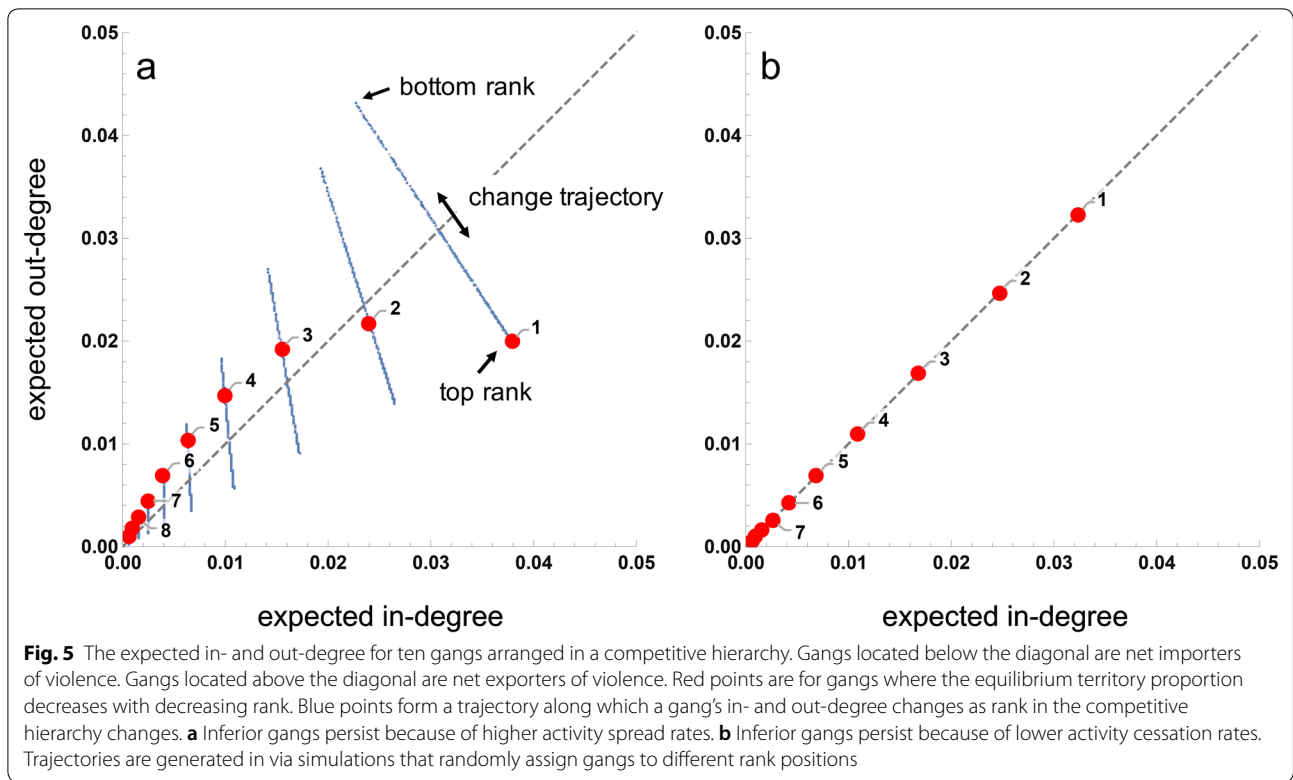 a
b
0.05
0.04
0.03
0.02
0.01
0.00
0.00 0.01 0.02 0.03 0.04 0.05
expected out-degree
expected in-degree
bottom rank
change trajectory
top rank
1
2
3
4
5
6
7
8
0.05
0.04
0.03
0.02
0.01
0.00
0.00 0.01 0.02 0.03 0.04 0.05
expected in-degree
1
2
3
4
5
6
7
Fig. 5 The expected in- and out-degree for ten gangs arranged in a competitive hierarchy. Gangs located below the diagonal are net importers
of violence. Gangs located above the diagonal are net exporters of violence. Red points are for gangs where the equilibrium territory proportion
decreases with decreasing rank. Blue points form a trajectory along which a gang's in- and out-degree changes as rank in the competitive
hierarchy changes. a Inferior gangs persist because of higher activity spread rates. b Inferior gangs persist because of lower activity cessation rates.
Trajectories are generated in via simulations that randomly assign gangs to different rank positions